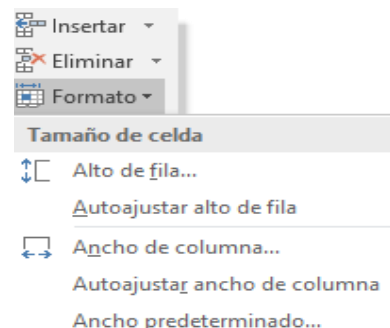 Insertar
Eliminar
Formato
Tamaño de celda
Alto de fila...
Autoajustar alto de fila
Ancho de columna...
Autoajustar ancho de columna
Ancho predeterminado...